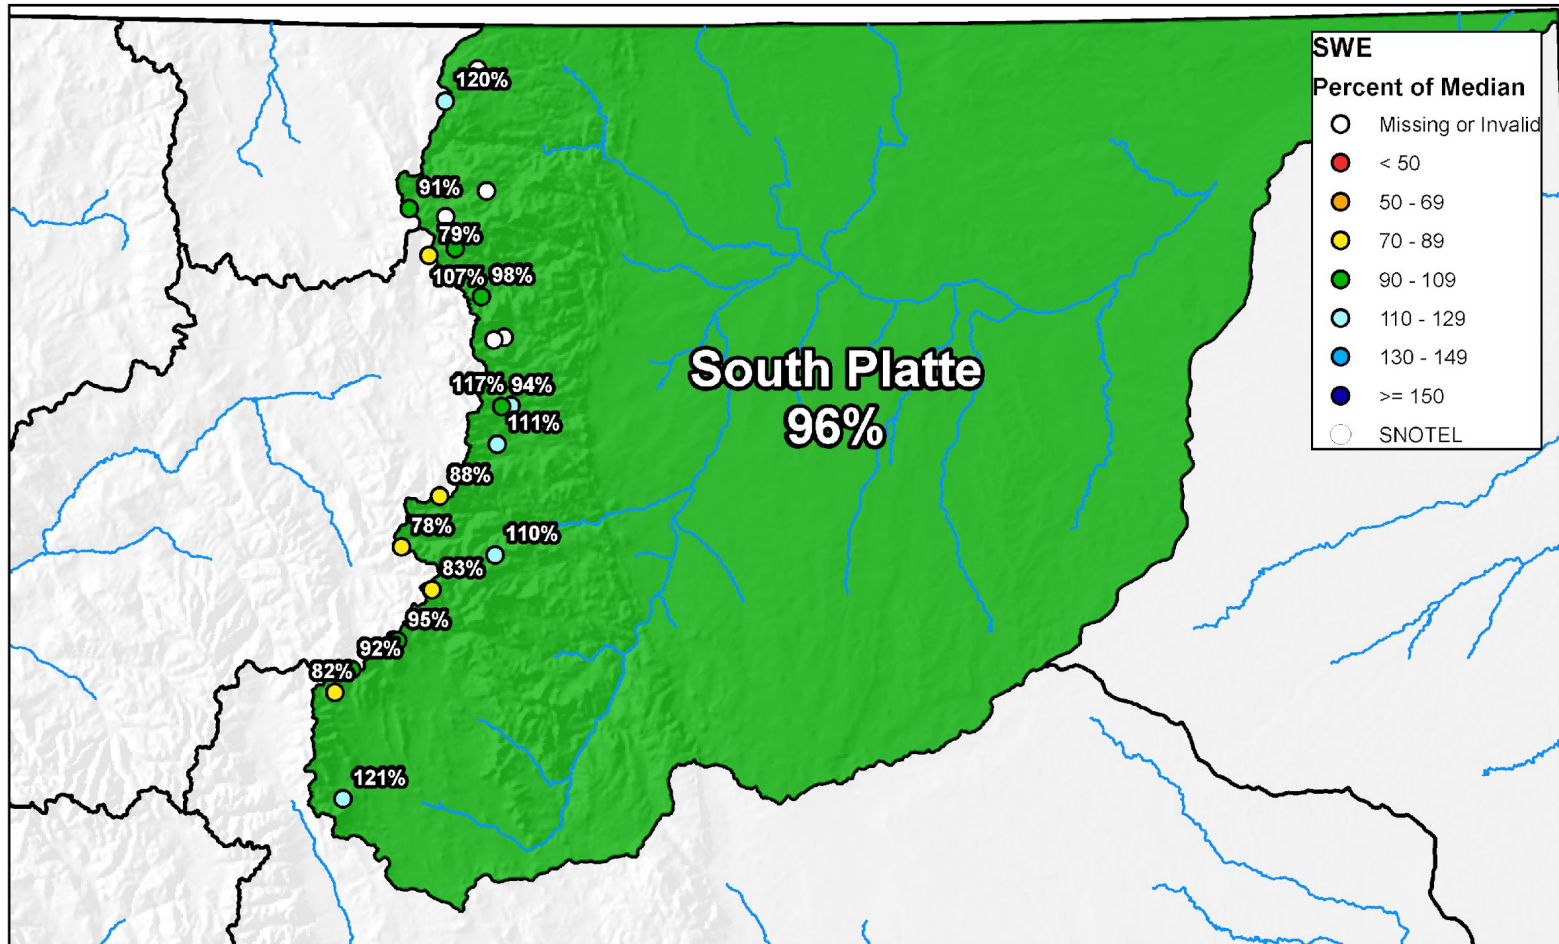 SWE
Percent of Median
Missing or Invalid
< 50
50 - 69
70 - 89
90 - 109
110 - 129
130 - 149
>= 150
SNOTEL
120%
91%
79%
107% 98%
117% 94%
111%
88%
78%
110%
83%
95%
92%
82%
121%
South Platte
96%